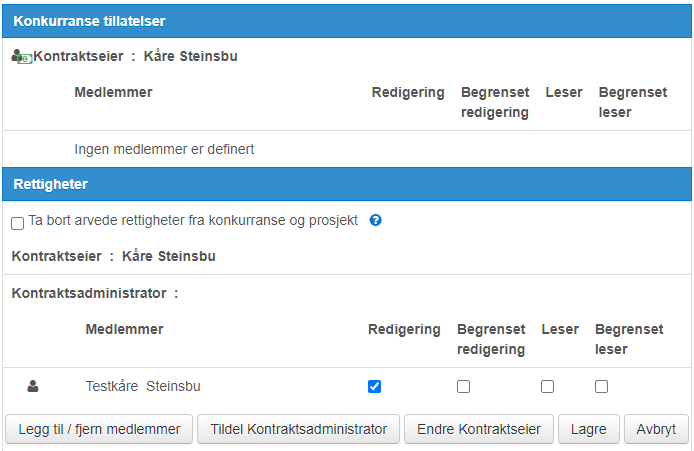 Konkurranse tillatelser
Kontraktseier : Kåre Steinsbu
Medlemmer Redigering Begrenset redigering Leser Begrenset leser
Ingen medlemmer er definert
Rettigheter
Ta bort arvede rettigheter fra konkurranse og prosjekt ?
Kontraktseier : Kåre Steinsbu
Kontraktsadministrator :
Medlemmer Redigering Begrenset redigering Leser Begrenset leser
Testkåre Steinsbu
Legg til / fjern medlemmer Tildel Kontraktsadministrator Endre Kontraktseier Lagre Avbryt